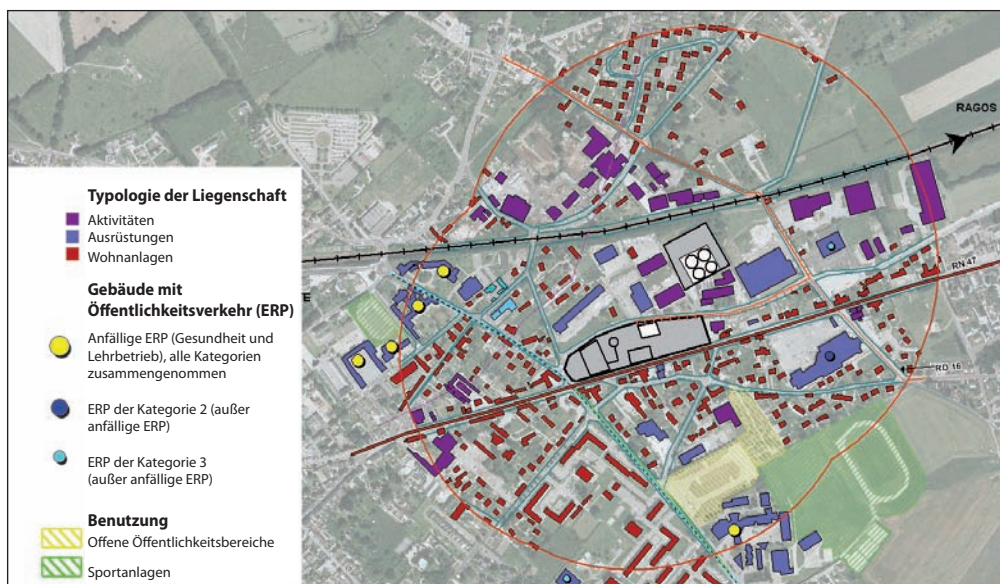 RAGOS
Typologie der Liegenschaft
Aktivitäten
Ausrüstungen
Wohnanlagen
Gebäude mit
Öffentlichkeitsverkehr (ERP)
Anfällige ERP (Gesundheit und
Lehrbetrieb), alle Kategorien
zusammengenommen
ERP der Kategorie 2 (außer
anfällige ERP)
ERP der Kategorie 3
(außer anfällige ERP)
Benutzung
Offene Öffentlichkeitsbereiche
Sportanlagen
TE
RN 47
RD 16